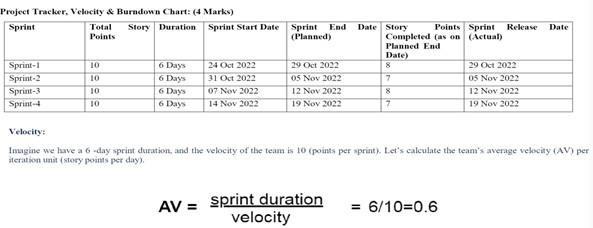 Project Tracker, Velocity & Burndown Chart: (4 Marks)
Sprint | Total Story Points | Duration | Sprint Start Date | Sprint End Date (Planned) | Story Points Completed (as on Planned End Date) | Sprint Release Date (Actual)
Sprint-1 | 10 | 6 Days | 24 Oct 2022 | 29 Oct 2022 | 8 | 29 Oct 2022
Sprint-2 | 10 | 6 Days | 31 Oct 2022 | 05 Nov 2022 | 7 | 05 Nov 2022
Sprint-3 | 10 | 6 Days | 07 Nov 2022 | 12 Nov 2022 | 8 | 12 Nov 2022
Sprint-4 | 10 | 6 Days | 14 Nov 2022 | 19 Nov 2022 | 7 | 19 Nov 2022
Velocity:
Imagine we have a 6 -day sprint duration, and the velocity of the team is 10 (points per sprint). Let's calculate the team's average velocity (AV) per
iteration unit (story points per day).
AV = sprint duration / velocity = 6/10=0.6